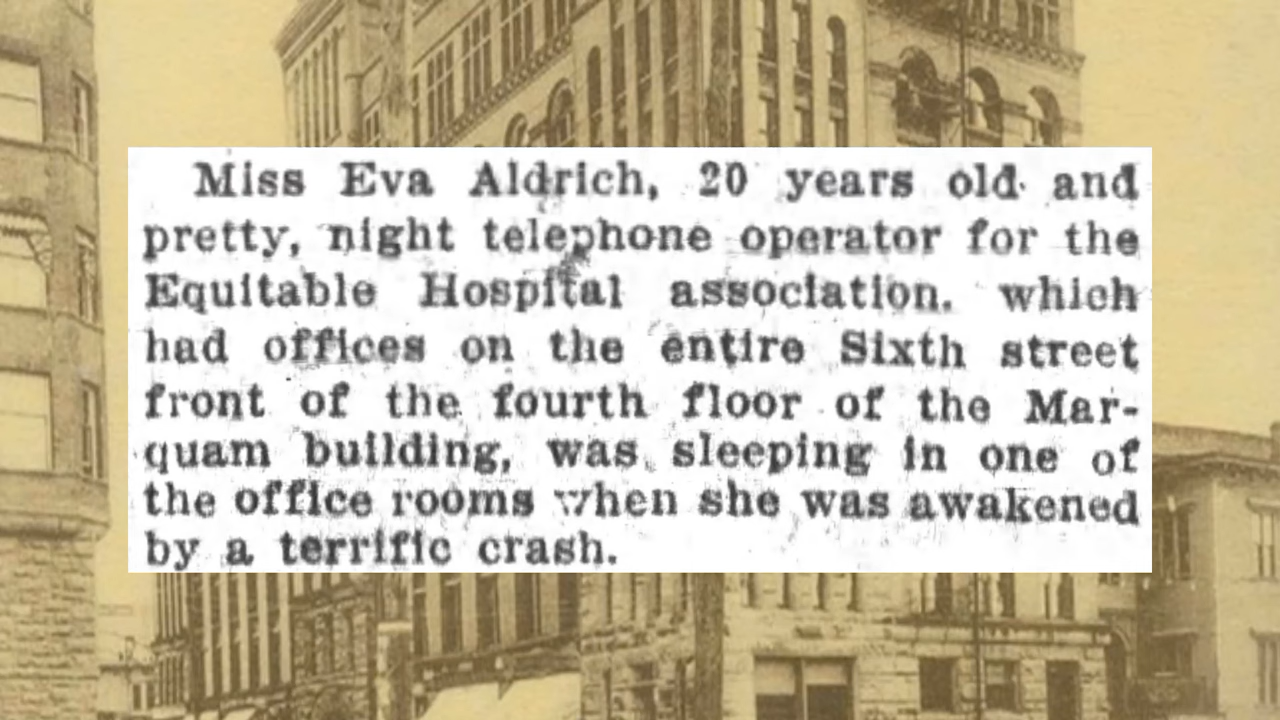 Miss Eva Aldrich, 20 years old and
pretty, night telephone operator for the
Equitable Hospital association, which
had offices on the entire Sixth street
front of the fourth floor of the Mar-
quam building, was sleeping in one of
the office rooms when she was awakened
by a terrific crash.